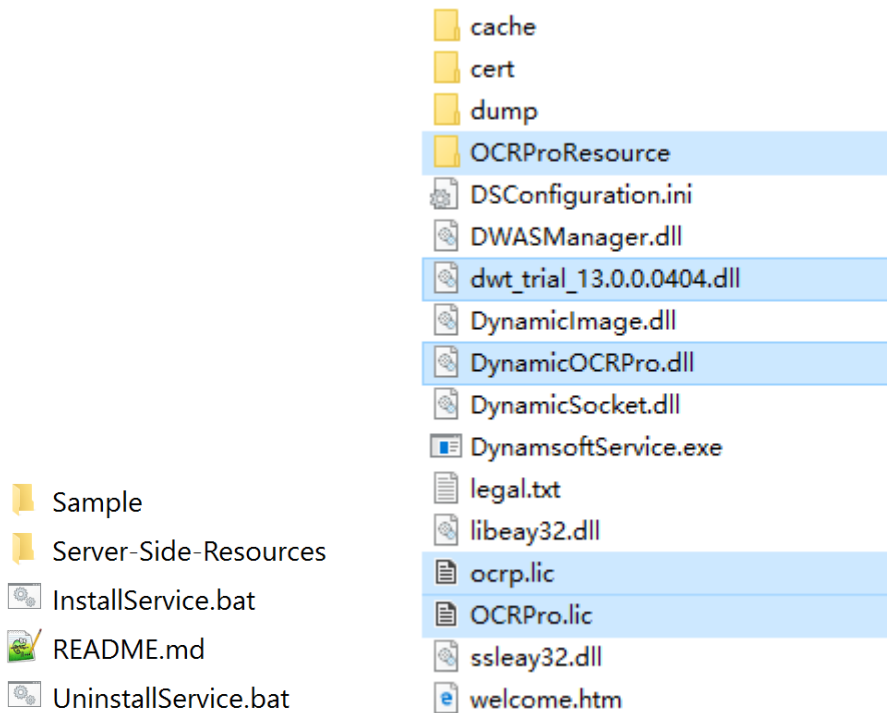 Sample
Server-Side-Resources
InstallService.bat
README.md
UninstallService.bat
cache
cert
dump
OCRProResource
DSConfiguration.ini
DWASManager.dll
dwt_trial_13.0.0.0404.dll
DynamicImage.dll
DynamicOCRPro.dll
DynamicSocket.dll
DynamsoftService.exe
legal.txt
libeay32.dll
ocrp.lic
OCRPro.lic
ssleay32.dll
welcome.htm